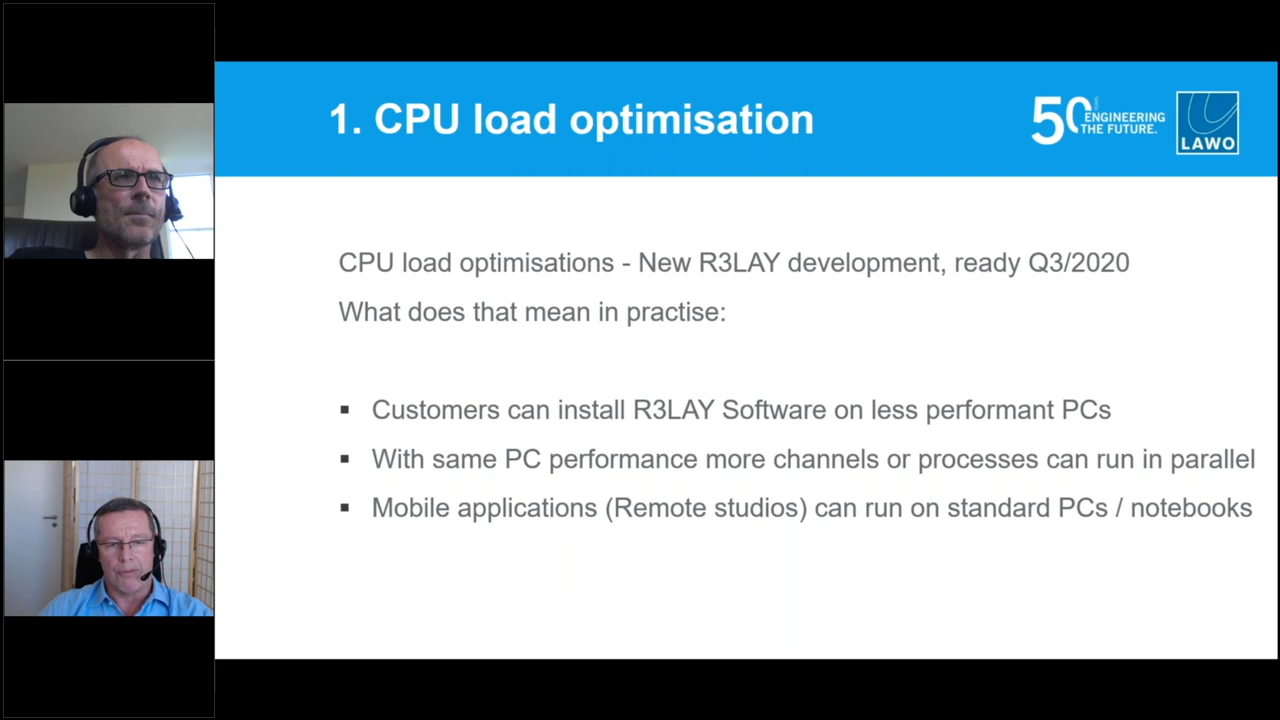 1. CPU load optimisation
50 YEARS ENGINEERING
THE FUTURE.
LAWO
CPU load optimisations - New R3LAY development, ready Q3/2020
What does that mean in practise:
▪ Customers can install R3LAY Software on less performant PCs
▪ With same PC performance more channels or processes can run in parallel
▪ Mobile applications (Remote studios) can run on standard PCs / notebooks